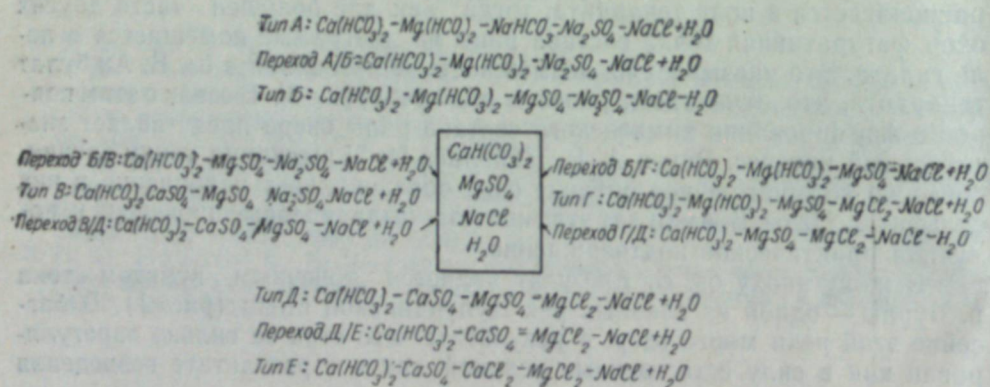 Тип А: Ca(HCO₃)₂–Mg(HCO₃)₂–NaHCO₃–Na₂SO₄–NaCl+H₂O
Переход А/Б=Ca(HCO₃)₂–Mg(HCO₃)₂–Na₂SO₄–NaCl+H₂O
Тип Б: Ca(HCO₃)₂–Mg(HCO₃)₂–MgSO₄–Na₂SO₄–NaCl–H₂O
Переход Б/В: Ca(HCO₃)₂–MgSO₄–Na₂SO₄–NaCl+H₂O
Тип В: Ca(HCO₃)₂CaSO₄–MgSO₄ Na₂SO₄NaCl+H₂O
Переход В/Д: Ca(HCO₃)₂–CaSO₄–MgSO₄–NaCl+H₂O
CaH(CO₃)₂
MgSO₄
NaCl
H₂O
Переход Б/Г: Ca(HCO₃)₂–Mg(HCO₃)₂–MgSO₄–NaCl+H₂O
Тип Г: Ca(HCO₃)₂–Mg(HCO₃)₂–MgSO₄–MgCl₂–NaCl+H₂O
Переход Г/Д: Ca(HCO₃)₂–MgSO₄–MgCl₂–NaCl–H₂O
Тип Д: Ca(HCO₃)₂–CaSO₄–MgSO₄–MgCl₂–NaCl+H₂O
Переход Д/Е: Ca(HCO₃)₂–CaSO₄=MgCl₂–NaCl+H₂O
Тип Е: Ca(HCO₃)₂–CaSO₄–CaCl₂–MgCl₂–NaCl+H₂O